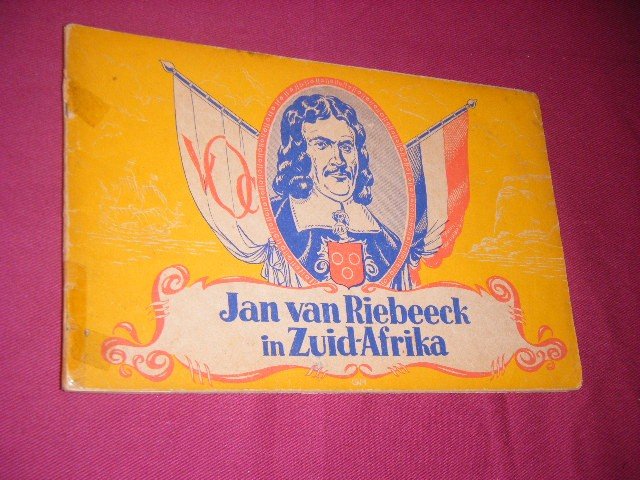 VOC
Jan van Riebeeck
in Zuid-Afrika